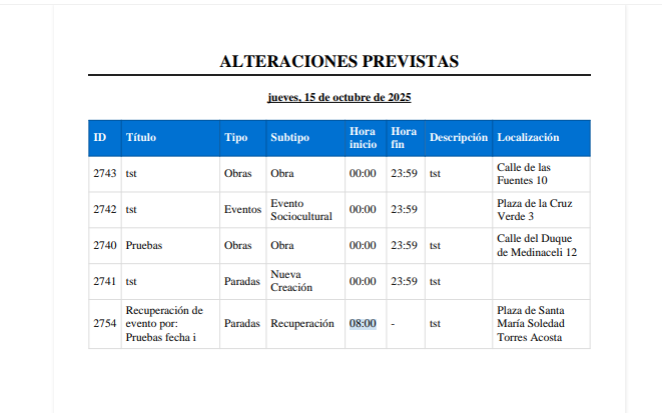 ALTERACIONES PREVISTAS
jueves, 15 de octubre de 2025
ID Título Tipo Subtipo Hora inicio Hora fin Descripción Localización
2743 tst Obras Obra 00:00 23:59 tst Calle de las Fuentes 10
2742 tst Eventos Evento Sociocultural 00:00 23:59 Plaza de la Cruz Verde 3
2740 Pruebas Obras Obra 00:00 23:59 tst Calle del Duque de Medinaceli 12
2741 tst Paradas Nueva Creación 00:00 23:59 tst
2754 Recuperación de evento por: Pruebas fecha i Paradas Recuperación 08:00 - tst Plaza de Santa María Soledad Torres Acosta